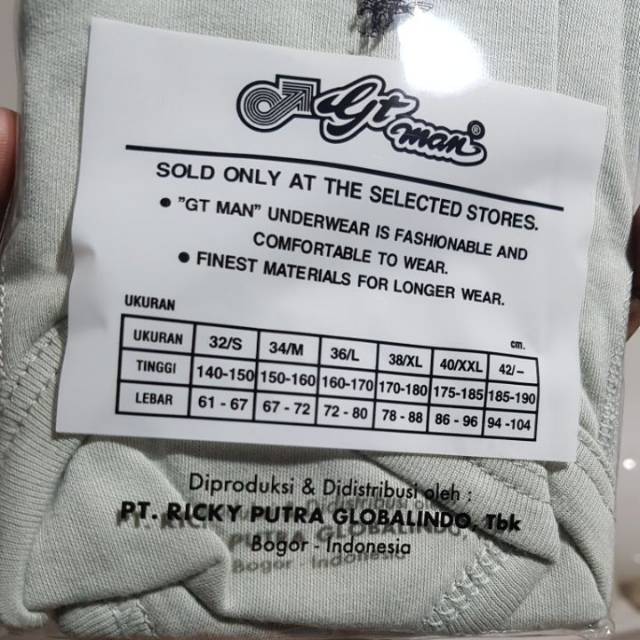 Gt man®
SOLD ONLY AT THE SELECTED STORES.
● "GT MAN" UNDERWEAR IS FASHIONABLE AND
COMFORTABLE TO WEAR.
● FINEST MATERIALS FOR LONGER WEAR.
UKURAN
cm.
UKURAN 32/S 34/M 36/L 38/XL 40/XXL 42/–
TINGGI 140-150 150-160 160-170 170-180 175-185 185-190
LEBAR 61 - 67 67 - 72 72 - 80 78 - 88 86 - 96 94 -104
Diproduksi & Didistribusi oleh :
PT. RICKY PUTRA GLOBALINDO, Tbk
Bogor - Indonesia